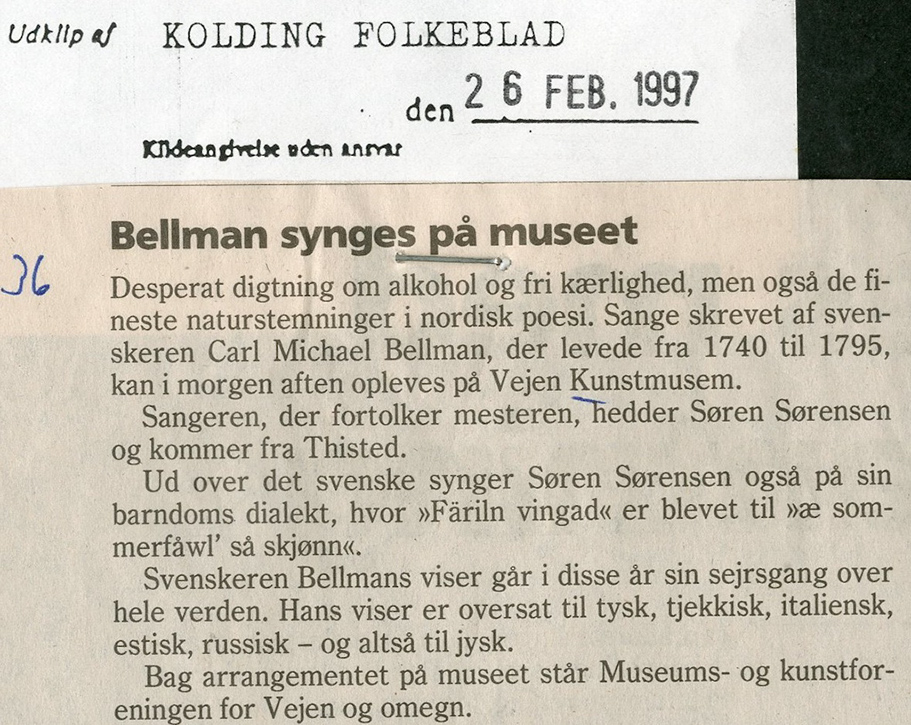 Udklip af KOLDING FOLKEBLAD
den 26 FEB. 1997
Kildeangivelse uden ansvar
Bellman synges på museet
36
Desperat digtning om alkohol og fri kærlighed, men også de fi-
neste naturstemninger i nordisk poesi. Sange skrevet af sven-
skeren Carl Michael Bellman, der levede fra 1740 til 1795,
kan i morgen aften opleves på Vejen Kunstmusem.
Sangeren, der fortolker mesteren, hedder Søren Sørensen
og kommer fra Thisted.
Ud over det svenske synger Søren Sørensen også på sin
barndoms dialekt, hvor »Färiln vingad« er blevet til »æ som-
merfåwl' så skjønn«.
Svenskeren Bellmans viser går i disse år sin sejrsgang over
hele verden. Hans viser er oversat til tysk, tjekkisk, italiensk,
estisk, russisk – og altså til jysk.
Bag arrangementet på museet står Museums- og kunstfor-
eningen for Vejen og omegn.